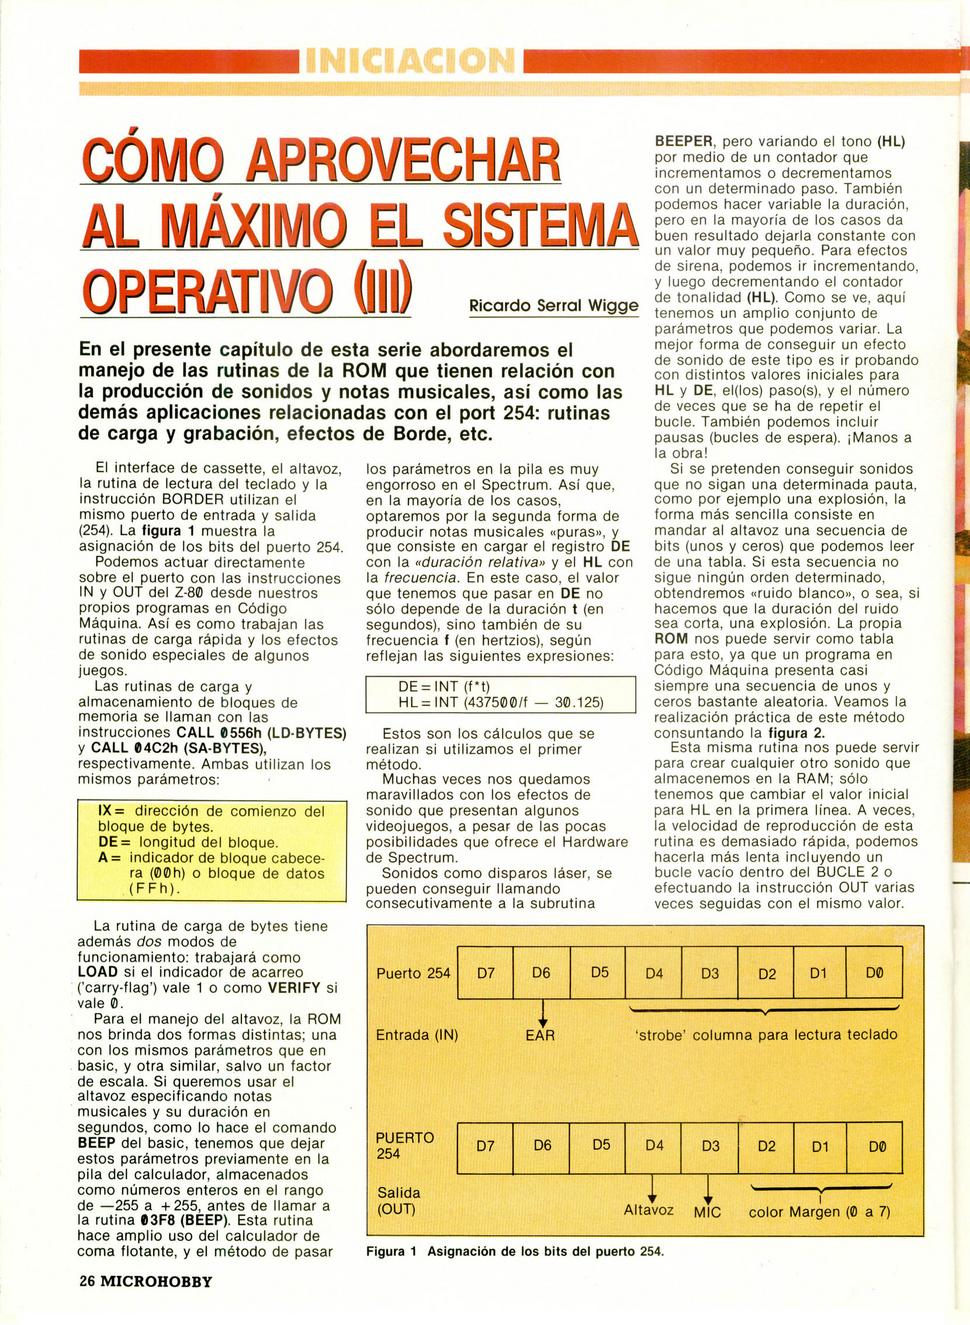 INICIACION
CÓMO APROVECHAR
AL MÁXIMO EL SISTEMA
OPERATIVO (III)
Ricardo Serral Wigge
En el presente capítulo de esta serie abordaremos el
manejo de las rutinas de la ROM que tienen relación con
la producción de sonidos y notas musicales, así como las
demás aplicaciones relacionadas con el port 254: rutinas
de carga y grabación, efectos de Borde, etc.
El interface de cassette, el altavoz,
la rutina de lectura del teclado y la
instrucción BORDER utilizan el
mismo puerto de entrada y salida
(254). La figura 1 muestra la
asignación de los bits del puerto 254.
Podemos actuar directamente
sobre el puerto con las instrucciones
IN y OUT del Z-80 desde nuestros
propios programas en Código
Máquina. Así es como trabajan las
rutinas de carga rápida y los efectos
de sonido especiales de algunos
juegos.
Las rutinas de carga y
almacenamiento de bloques de
memoria se llaman con las
instrucciones CALL 0556h (LD-BYTES)
y CALL 04C2h (SA-BYTES),
respectivamente. Ambas utilizan los
mismos parámetros:
IX= dirección de comienzo del
bloque de bytes.
DE= longitud del bloque.
A= indicador de bloque cabece-
ra (00h) o bloque de datos
(FFh).
La rutina de carga de bytes tiene
además dos modos de
funcionamiento: trabajará como
LOAD si el indicador de acarreo
('carry-flag') vale 1 o como VERIFY si
vale 0.
Para el manejo del altavoz, la ROM
nos brinda dos formas distintas; una
con los mismos parámetros que en
basic, y otra similar, salvo un factor
de escala. Si queremos usar el
altavoz especificando notas
musicales y su duración en
segundos, como lo hace el comando
BEEP del basic, tenemos que dejar
estos parámetros previamente en la
pila del calculador, almacenados
como números enteros en el rango
de —255 a +255, antes de llamar a
la rutina 03F8 (BEEP). Esta rutina
hace amplio uso del calculador de
coma flotante, y el método de pasar
los parámetros en la pila es muy
engorroso en el Spectrum. Así que,
en la mayoría de los casos,
optaremos por la segunda forma de
producir notas musicales «puras», y
que consiste en cargar el registro DE
con la «duración relativa» y el HL con
la frecuencia. En este caso, el valor
que tenemos que pasar en DE no
sólo depende de la duración t (en
segundos), sino también de su
frecuencia f (en hertzios), según
reflejan las siguientes expresiones:
DE=INT (f*t)
HL=INT (437500/f — 30.125)
Estos son los cálculos que se
realizan si utilizamos el primer
método.
Muchas veces nos quedamos
maravillados con los efectos de
sonido que presentan algunos
videojuegos, a pesar de las pocas
posibilidades que ofrece el Hardware
de Spectrum.
Sonidos como disparos láser, se
pueden conseguir llamando
consecutivamente a la subrutina
BEEPER, pero variando el tono (HL)
por medio de un contador que
incrementamos o decrementamos
con un determinado paso. También
podemos hacer variable la duración,
pero en la mayoría de los casos da
buen resultado dejarla constante con
un valor muy pequeño. Para efectos
de sirena, podemos ir incrementando,
y luego decrementando el contador
de tonalidad (HL). Como se ve, aquí
tenemos un amplio conjunto de
parámetros que podemos variar. La
mejor forma de conseguir un efecto
de sonido de este tipo es ir probando
con distintos valores iniciales para
HL y DE, el(los) paso(s), y el número
de veces que se ha de repetir el
bucle. También podemos incluir
pausas (bucles de espera). ¡Manos a
la obra!
Si se pretenden conseguir sonidos
que no sigan una determinada pauta,
como por ejemplo una explosión, la
forma más sencilla consiste en
mandar al altavoz una secuencia de
bits (unos y ceros) que podemos leer
de una tabla. Si esta secuencia no
sigue ningún orden determinado,
obtendremos «ruido blanco», o sea, si
hacemos que la duración del ruido
sea corta, una explosión. La propia
ROM nos puede servir como tabla
para esto, ya que un programa en
Código Máquina presenta casi
siempre una secuencia de unos y
ceros bastante aleatoria. Veamos la
realización práctica de este método
consuntando la figura 2.
Esta misma rutina nos puede servir
para crear cualquier otro sonido que
almacenemos en la RAM; sólo
tenemos que cambiar el valor inicial
para HL en la primera línea. A veces,
la velocidad de reproducción de esta
rutina es demasiado rápida, podemos
hacerla más lenta incluyendo un
bucle vacío dentro del BUCLE 2 o
efectuando la instrucción OUT varias
veces seguidas con el mismo valor.
Puerto 254 D7 D6 D5 D4 D3 D2 D1 D0
Entrada (IN) EAR 'strobe' columna para lectura teclado
PUERTO
254 D7 D6 D5 D4 D3 D2 D1 D0
Salida
(OUT) Altavoz MIC color Margen (0 a 7)
Figura 1 Asignación de los bits del puerto 254.
26 MICROHOBBY